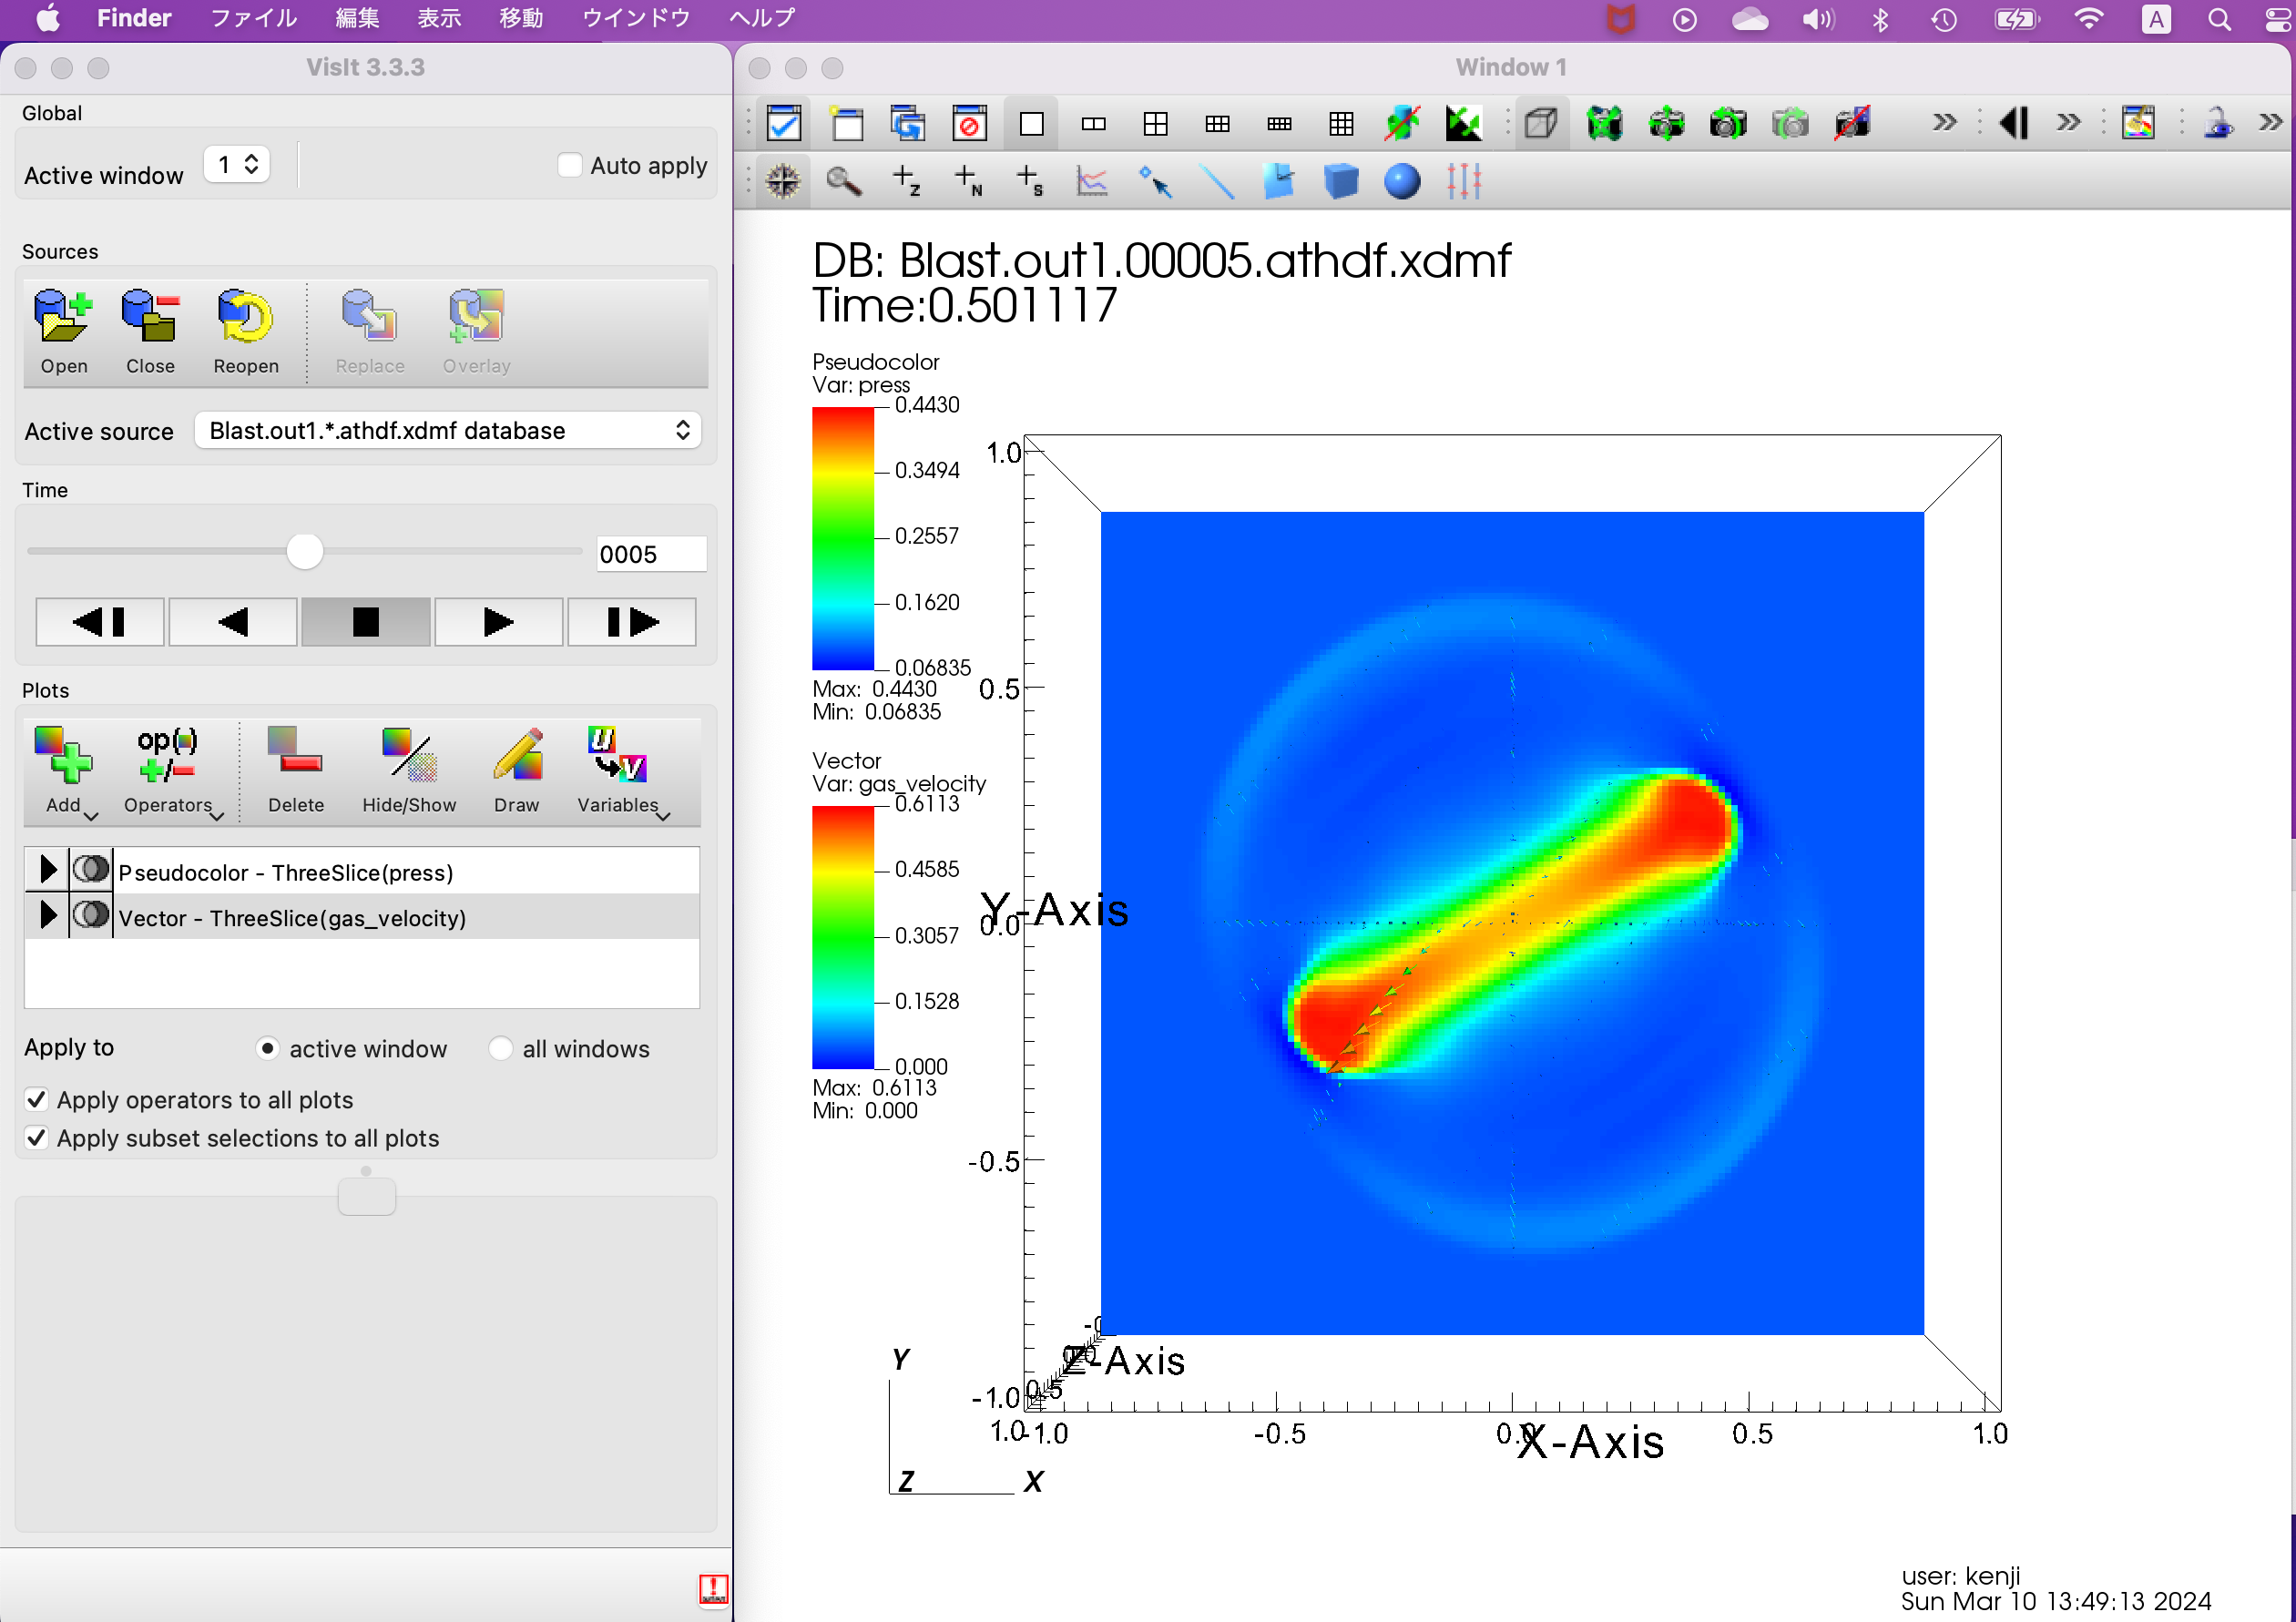 Finder ファイル 編集 表示 移動 ウインドウ ヘルプ A
VisIt 3.3.3
Global
Active window 1 Auto apply
Sources
Open Close Reopen Replace Overlay
Active source Blast.out1.*.athdf.xdmf database
Time
0005
Plots
op( )
Add Operators Delete Hide/Show Draw Variables
Pseudocolor - ThreeSlice(press)
Vector - ThreeSlice(gas_velocity)
Apply to active window all windows
Apply operators to all plots
Apply subset selections to all plots
Window 1
Z N S
DB: Blast.out1.00005.athdf.xdmf
Time:0.501117
Pseudocolor
Var: press
0.4430
0.3494
0.2557
0.1620
0.06835
Max: 0.4430
Min: 0.06835
Vector
Var: gas_velocity
0.6113
0.4585
0.3057
0.1528
0.000
Max: 0.6113
Min: 0.000
1.0
0.5
Y-Axis
0.0
-0.5
-1.0
Z-Axis
0.5
1.0
-1.0 -0.5 0.0 0.5 1.0
X-Axis
Y
Z X
user: kenji
Sun Mar 10 13:49:13 2024